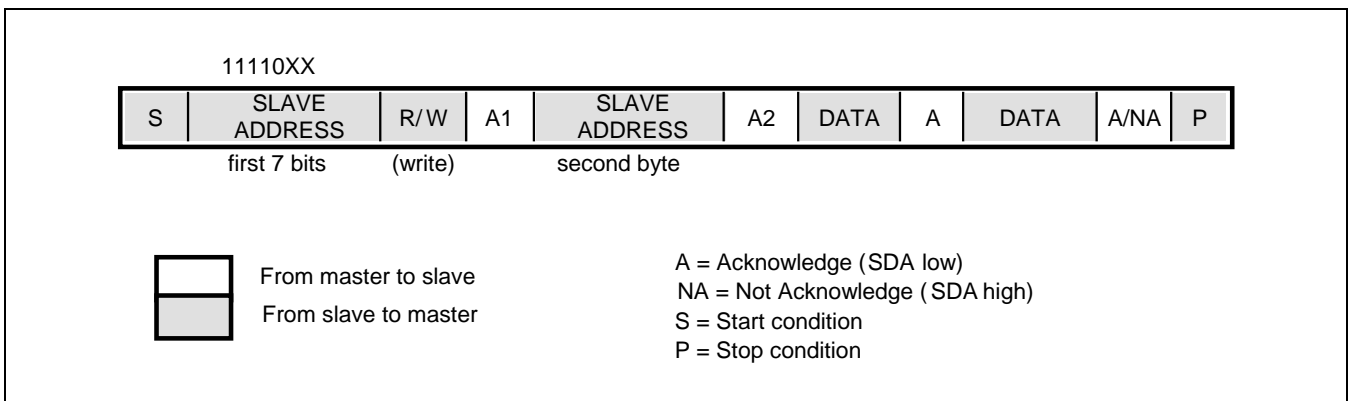 11110XX
S SLAVE ADDRESS R/W A1 SLAVE ADDRESS A2 DATA A DATA A/NA P
first 7 bits (write) second byte
From master to slave
From slave to master
A = Acknowledge (SDA low)
NA = Not Acknowledge (SDA high)
S = Start condition
P = Stop condition